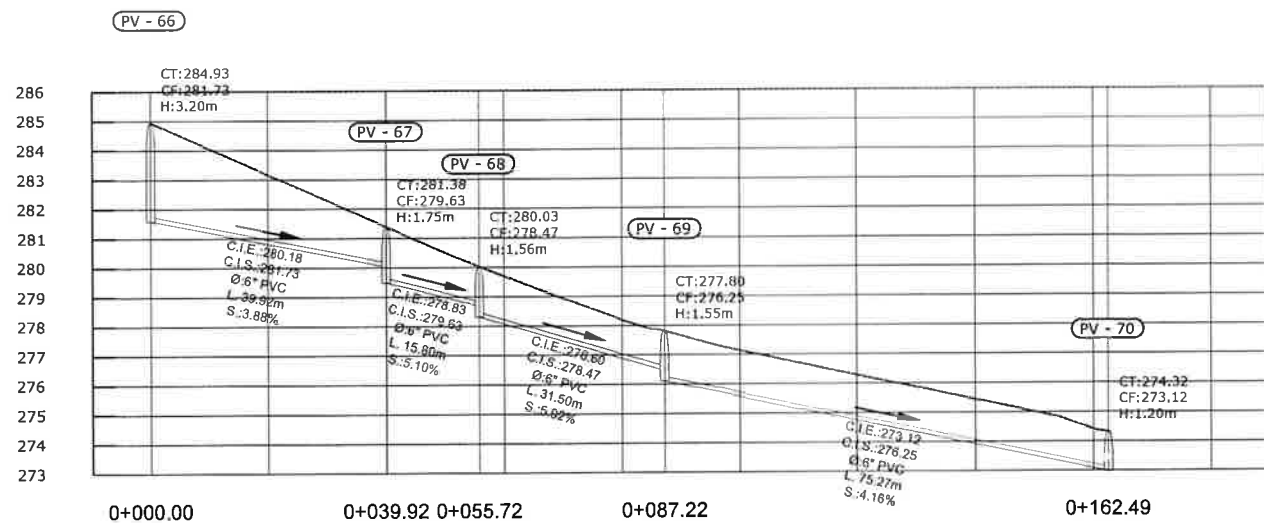 PV - 66
CT:284.93
CF:281.73
H:3.20m
PV - 67
PV - 68
CT:281.38
CF:279.63
H:1.75m
CT:280.03
CF:278.47
H:1.56m
PV - 69
CT:277.80
CF:276.25
H:1.55m
PV - 70
CT:274.32
CF:273.12
H:1.20m
286
285
284
283
282
281
280
279
278
277
276
275
274
273
C.I.E.:280.18
C.I.S.:281.73
Ø:6" PVC
L. 39.92m
S.:3.88%
C.I.E.:278.83
C.I.S.:279.63
Ø:6" PVC
L. 15.80m
S.:5.10%
C.I.E.:276.60
C.I.S.:278.47
Ø:6" PVC
L. 31.50m
S.:5.92%
C.I.E.:273.12
C.I.S.:276.25
Ø:6" PVC
L. 75.27m
S.:4.16%
0+000.00
0+039.92 0+055.72
0+087.22
0+162.49